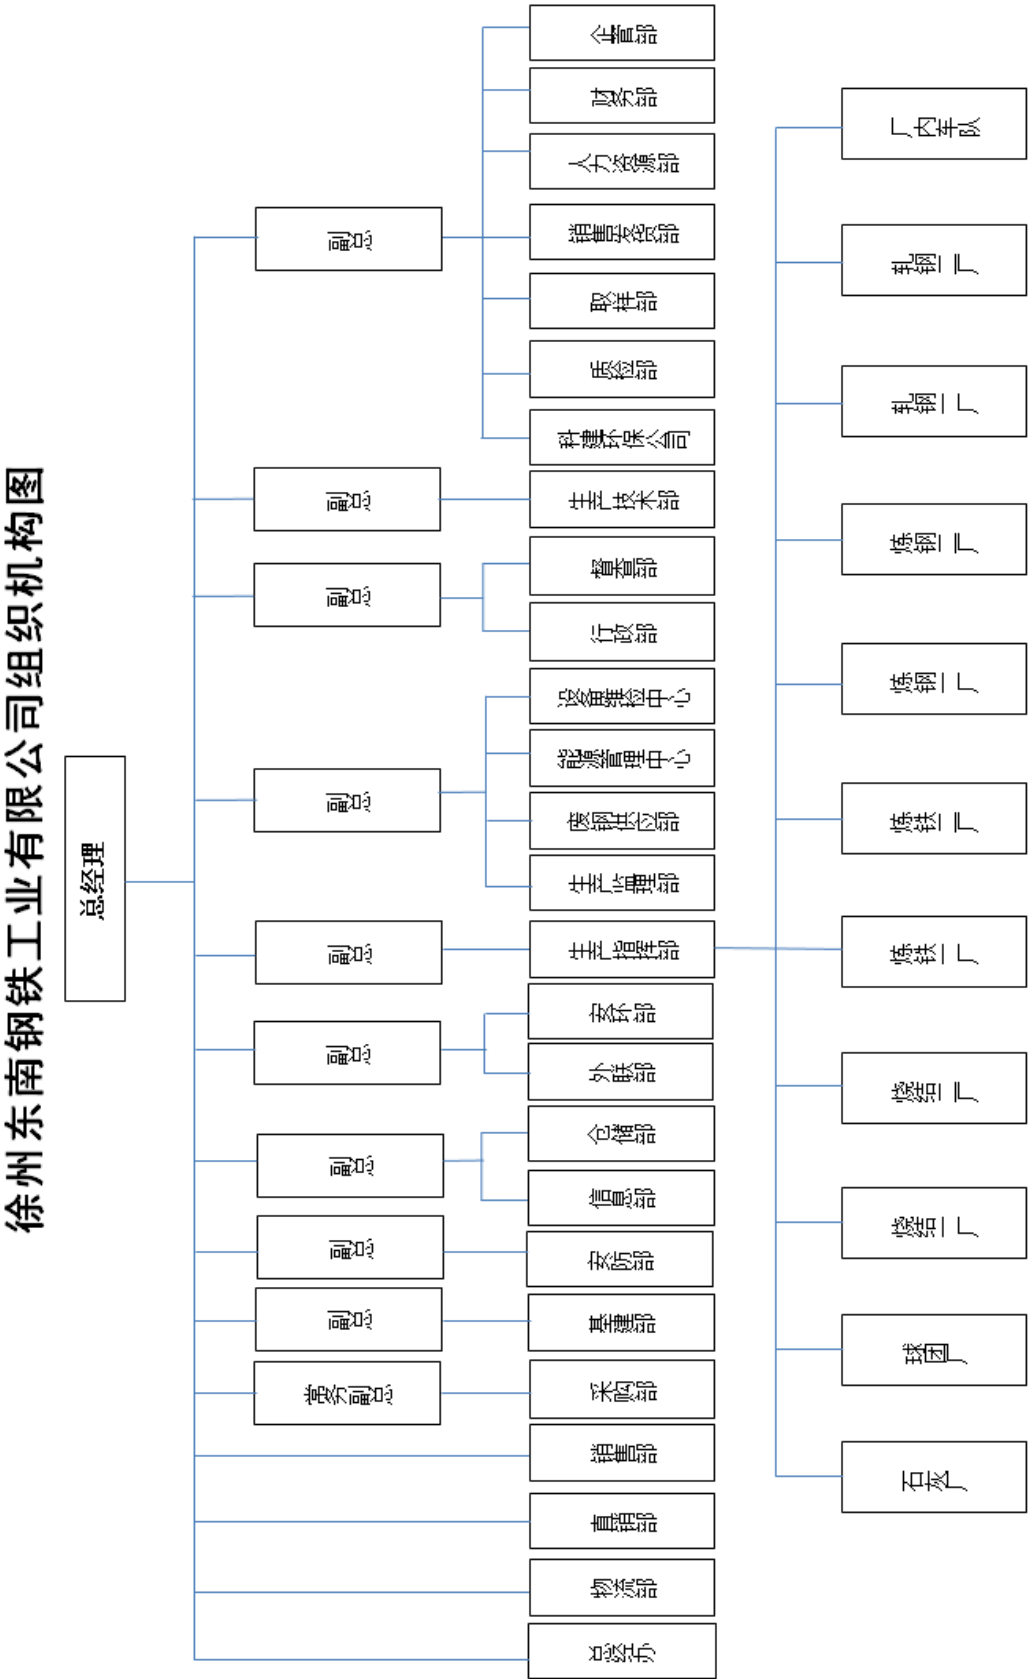 徐州东南钢铁工业有限公司组织机构图
总经理
常务副总
副总
副总
副总
副总
副总
副总
副总
副总
副总
总经办
物流部
直销部
销售部
采购部
基建部
安防部
信息部
仓储部
外联部
安环部
生产指挥部
生产监理部
废钢供应部
能源管理中心
设备维检中心
行政部
督查部
生产技术部
科建环保公司
质检部
取样部
销售发货部
人力资源部
财务部
企管部
石灰厂
球团厂
烧结一厂
烧结二厂
炼铁一厂
炼铁二厂
炼钢一厂
炼钢二厂
轧钢一厂
轧钢二厂
厂内车队